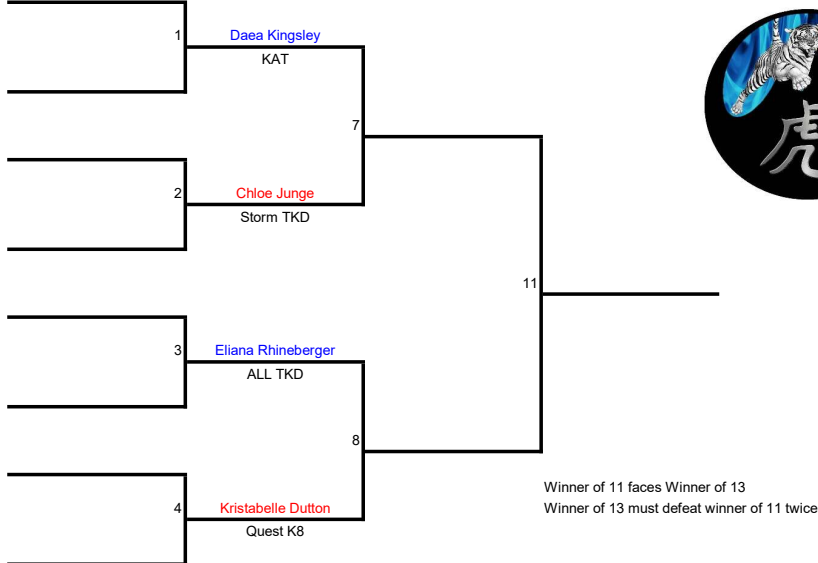 1
Daea Kingsley
KAT
7
2
Chloe Junge
Storm TKD
11
3
Eliana Rhineberger
ALL TKD
8
4
Kristabelle Dutton
Quest K8
Winner of 11 faces Winner of 13
Winner of 13 must defeat winner of 11 twice
虎